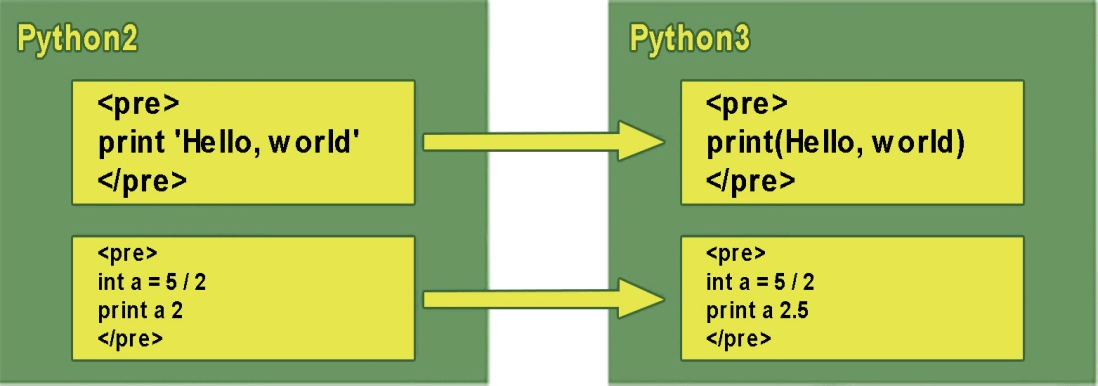 Python2
<pre>
print 'Hello, world'
</pre>
<pre>
int a = 5 / 2
print a 2
</pre>
Python3
<pre>
print(Hello, world)
</pre>
<pre>
int a = 5 / 2
print a 2.5
</pre>